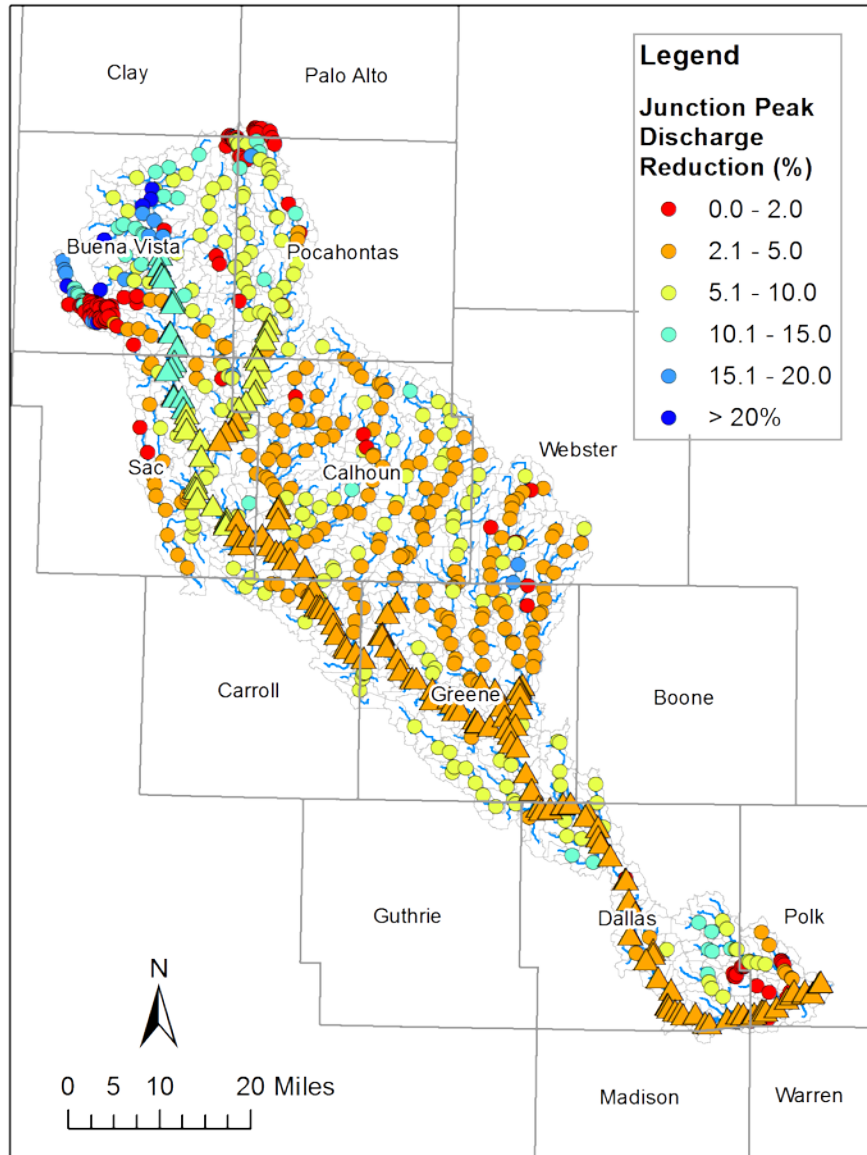 Clay
Palo Alto
Legend
Junction Peak
Discharge
Reduction (%)
0.0 - 2.0
2.1 - 5.0
5.1 - 10.0
10.1 - 15.0
15.1 - 20.0
> 20%
Buena Vista
Pocahontas
Webster
Sac
Calhoun
Carroll
Greene
Boone
Guthrie
Dallas
Polk
N
0 5 10 20 Miles
Madison
Warren